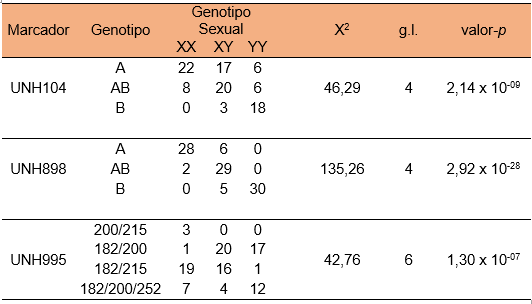 Marcador Genotipo Genotipo Sexual X² g.l. valor-p
XX XY YY
A 22 17 6
UNH104 AB 8 20 6 46,29 4 2,14 x 10⁻⁰⁹
B 0 3 18
A 28 6 0
UNH898 AB 2 29 0 135,26 4 2,92 x 10⁻²⁸
B 0 5 30
200/215 3 0 0
182/200 1 20 17
UNH995 42,76 6 1,30 x 10⁻⁰⁷
182/215 19 16 1
182/200/252 7 4 12